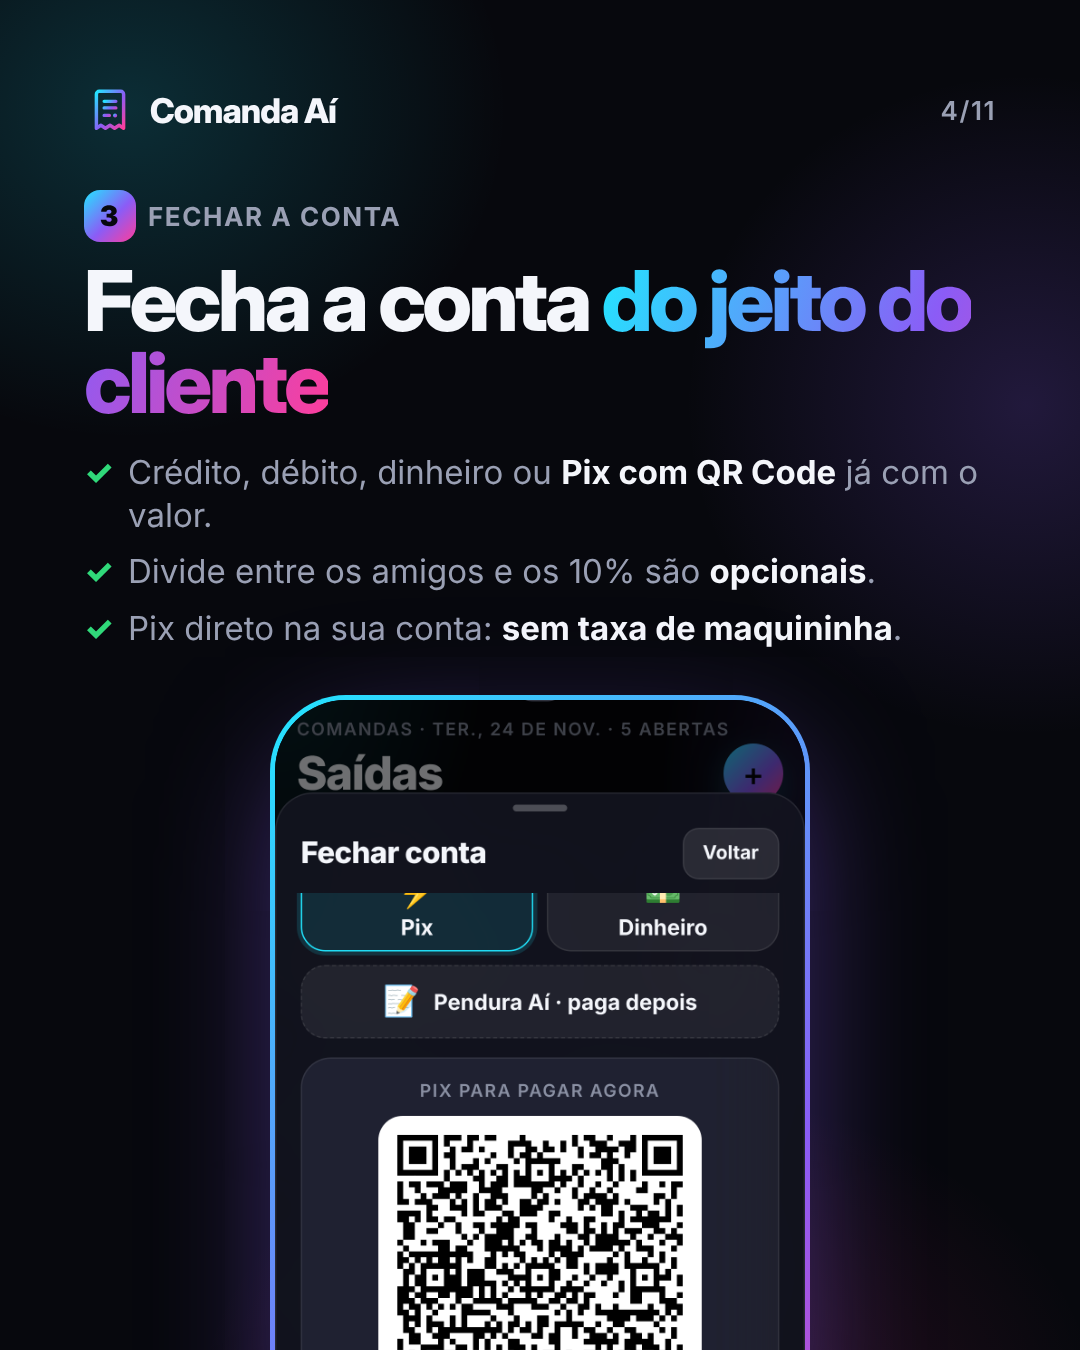 Comanda Aí
4/11
3 FECHAR A CONTA
Fecha a conta do jeito do
cliente
Crédito, débito, dinheiro ou Pix com QR Code já com o
valor.
Divide entre os amigos e os 10% são opcionais.
Pix direto na sua conta: sem taxa de maquininha.
COMANDAS · TER., 24 DE NOV. · 5 ABERTAS
Saídas
+
Fechar conta
Voltar
Pix
Dinheiro
Pendura Aí · paga depois
PIX PARA PAGAR AGORA